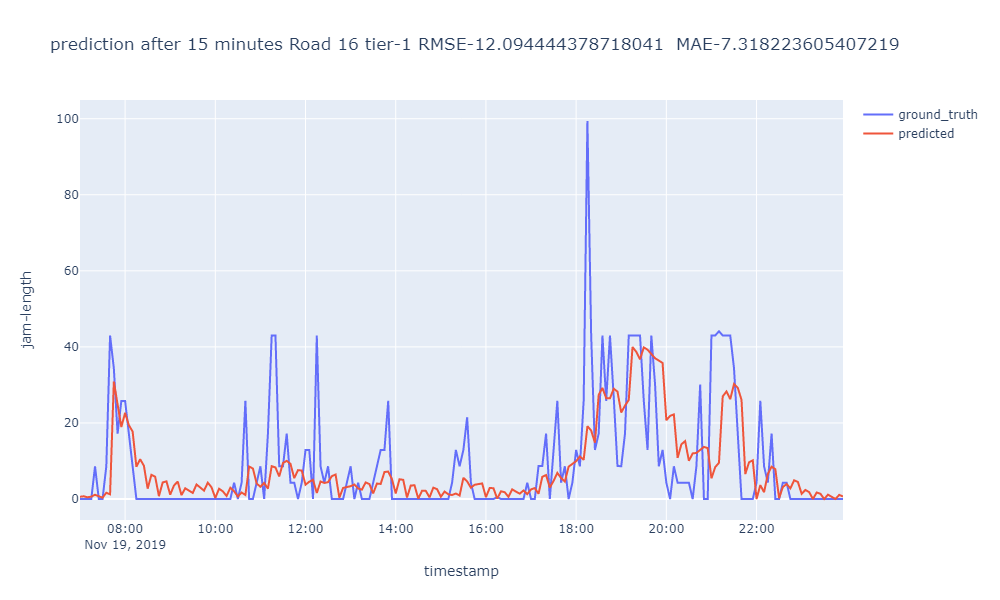 prediction after 15 minutes Road 16 tier-1 RMSE-12.094444378718041  MAE-7.318223605407219
ground_truth
predicted
100
80
60
40
20
0
jam-length
08:00 10:00 12:00 14:00 16:00 18:00 20:00 22:00
Nov 19, 2019
timestamp